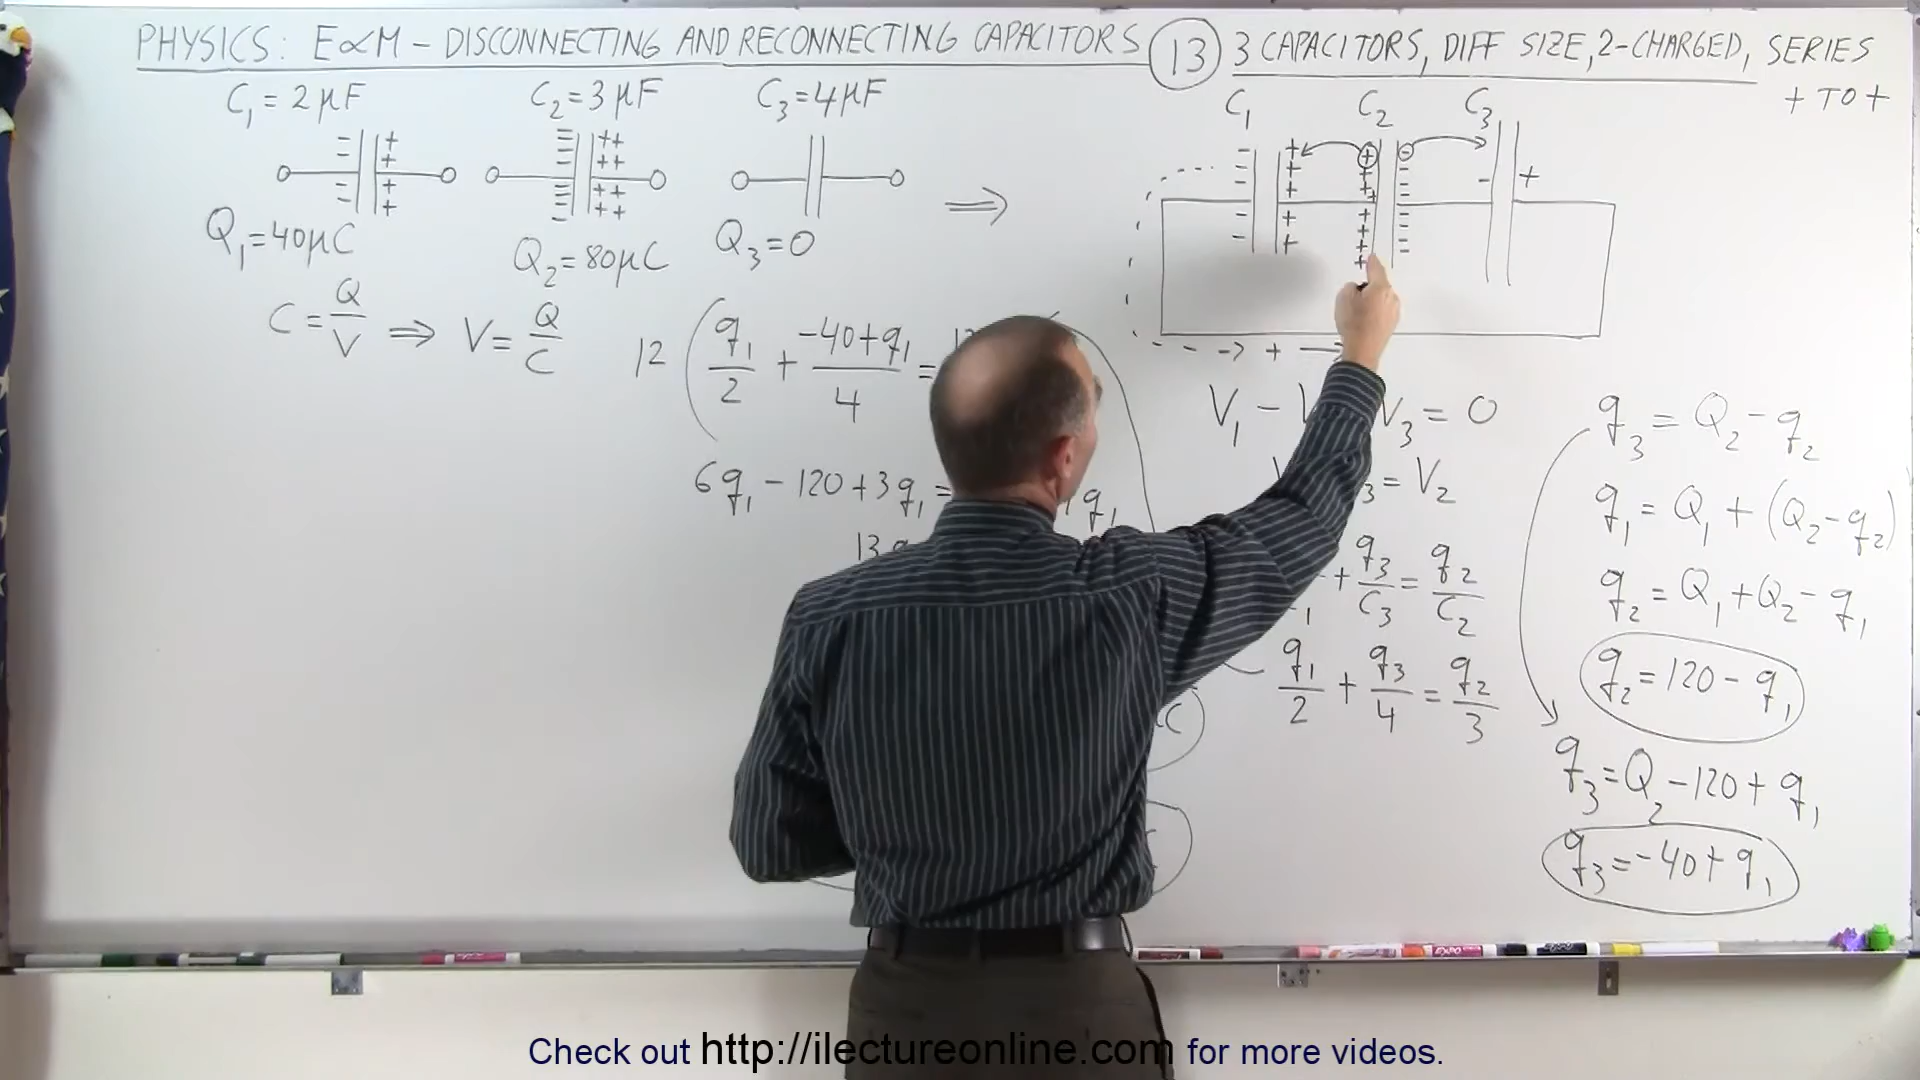 PHYSICS: E∝M – DISCONNECTING AND RECONNECTING CAPACITORS (13) 3 CAPACITORS, DIFF SIZE, 2-CHARGED, SERIES
+ TO +
C₁ = 2 μF
C₂ = 3 μF
C₃ = 4 μF
Q₁ = 40 μC
Q₂ = 80 μC
Q₃ = 0
⇒
C = Q/V ⇒ V = Q/C
12 ( q₁/2 + (-40+q₁)/4 =
6q₁ – 120 + 3q₁ =
q₁
13
C
C₁ C₂ C₃
→ + →
V₁ – V₃ = 0
₃ = V₂
+ q₃/C₃ = q₂/C₂
q₁/2 + q₃/4 = q₂/3
q₃ = Q₂ – q₂
q₁ = Q₁ + (Q₂ – q₂)
q₂ = Q₁ + Q₂ – q₁
q₂ = 120 – q₁
q₃ = Q₂ – 120 + q₁
q₃ = –40 + q₁
EXPO
Check out http://ilectureonline.com for more videos.